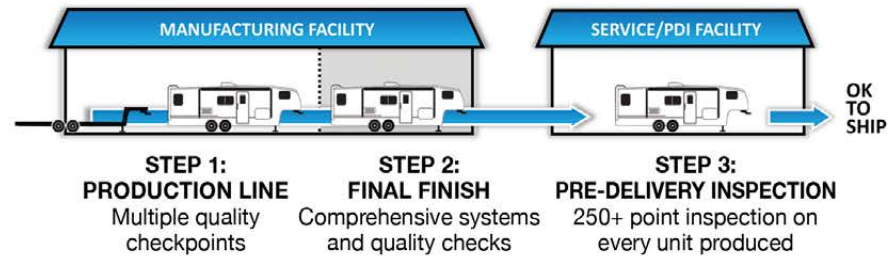 MANUFACTURING FACILITY
SERVICE/PDI FACILITY
OK
TO
SHIP
STEP 1:
PRODUCTION LINE
Multiple quality
checkpoints
STEP 2:
FINAL FINISH
Comprehensive systems
and quality checks
STEP 3:
PRE-DELIVERY INSPECTION
250+ point inspection on
every unit produced